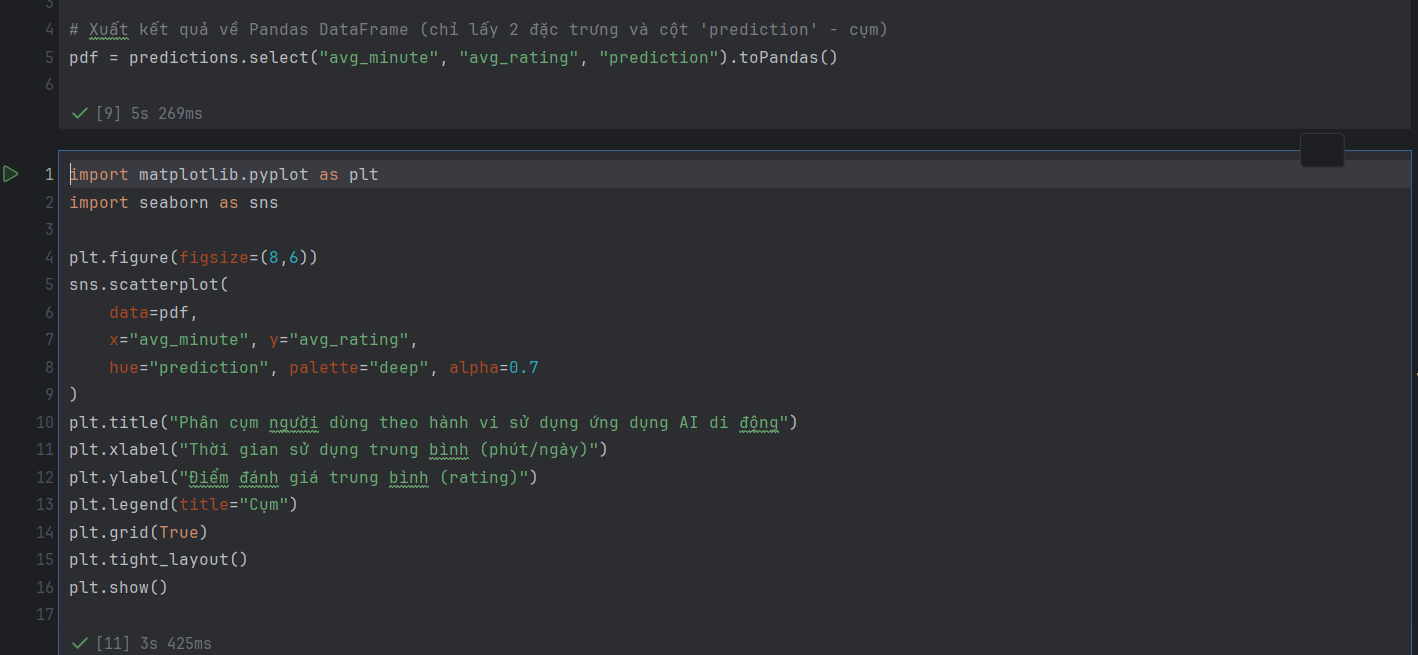 3
4 # Xuất kết quả về Pandas DataFrame (chỉ lấy 2 đặc trưng và cột 'prediction' - cụm)
5 pdf = predictions.select("avg_minute", "avg_rating", "prediction").toPandas()
6
[9] 5s 269ms
1 import matplotlib.pyplot as plt
2 import seaborn as sns
3
4 plt.figure(figsize=(8,6))
5 sns.scatterplot(
6     data=pdf,
7     x="avg_minute", y="avg_rating",
8     hue="prediction", palette="deep", alpha=0.7
9 )
10 plt.title("Phân cụm người dùng theo hành vi sử dụng ứng dụng AI di động")
11 plt.xlabel("Thời gian sử dụng trung bình (phút/ngày)")
12 plt.ylabel("Điểm đánh giá trung bình (rating)")
13 plt.legend(title="Cụm")
14 plt.grid(True)
15 plt.tight_layout()
16 plt.show()
17
[11] 3s 425ms